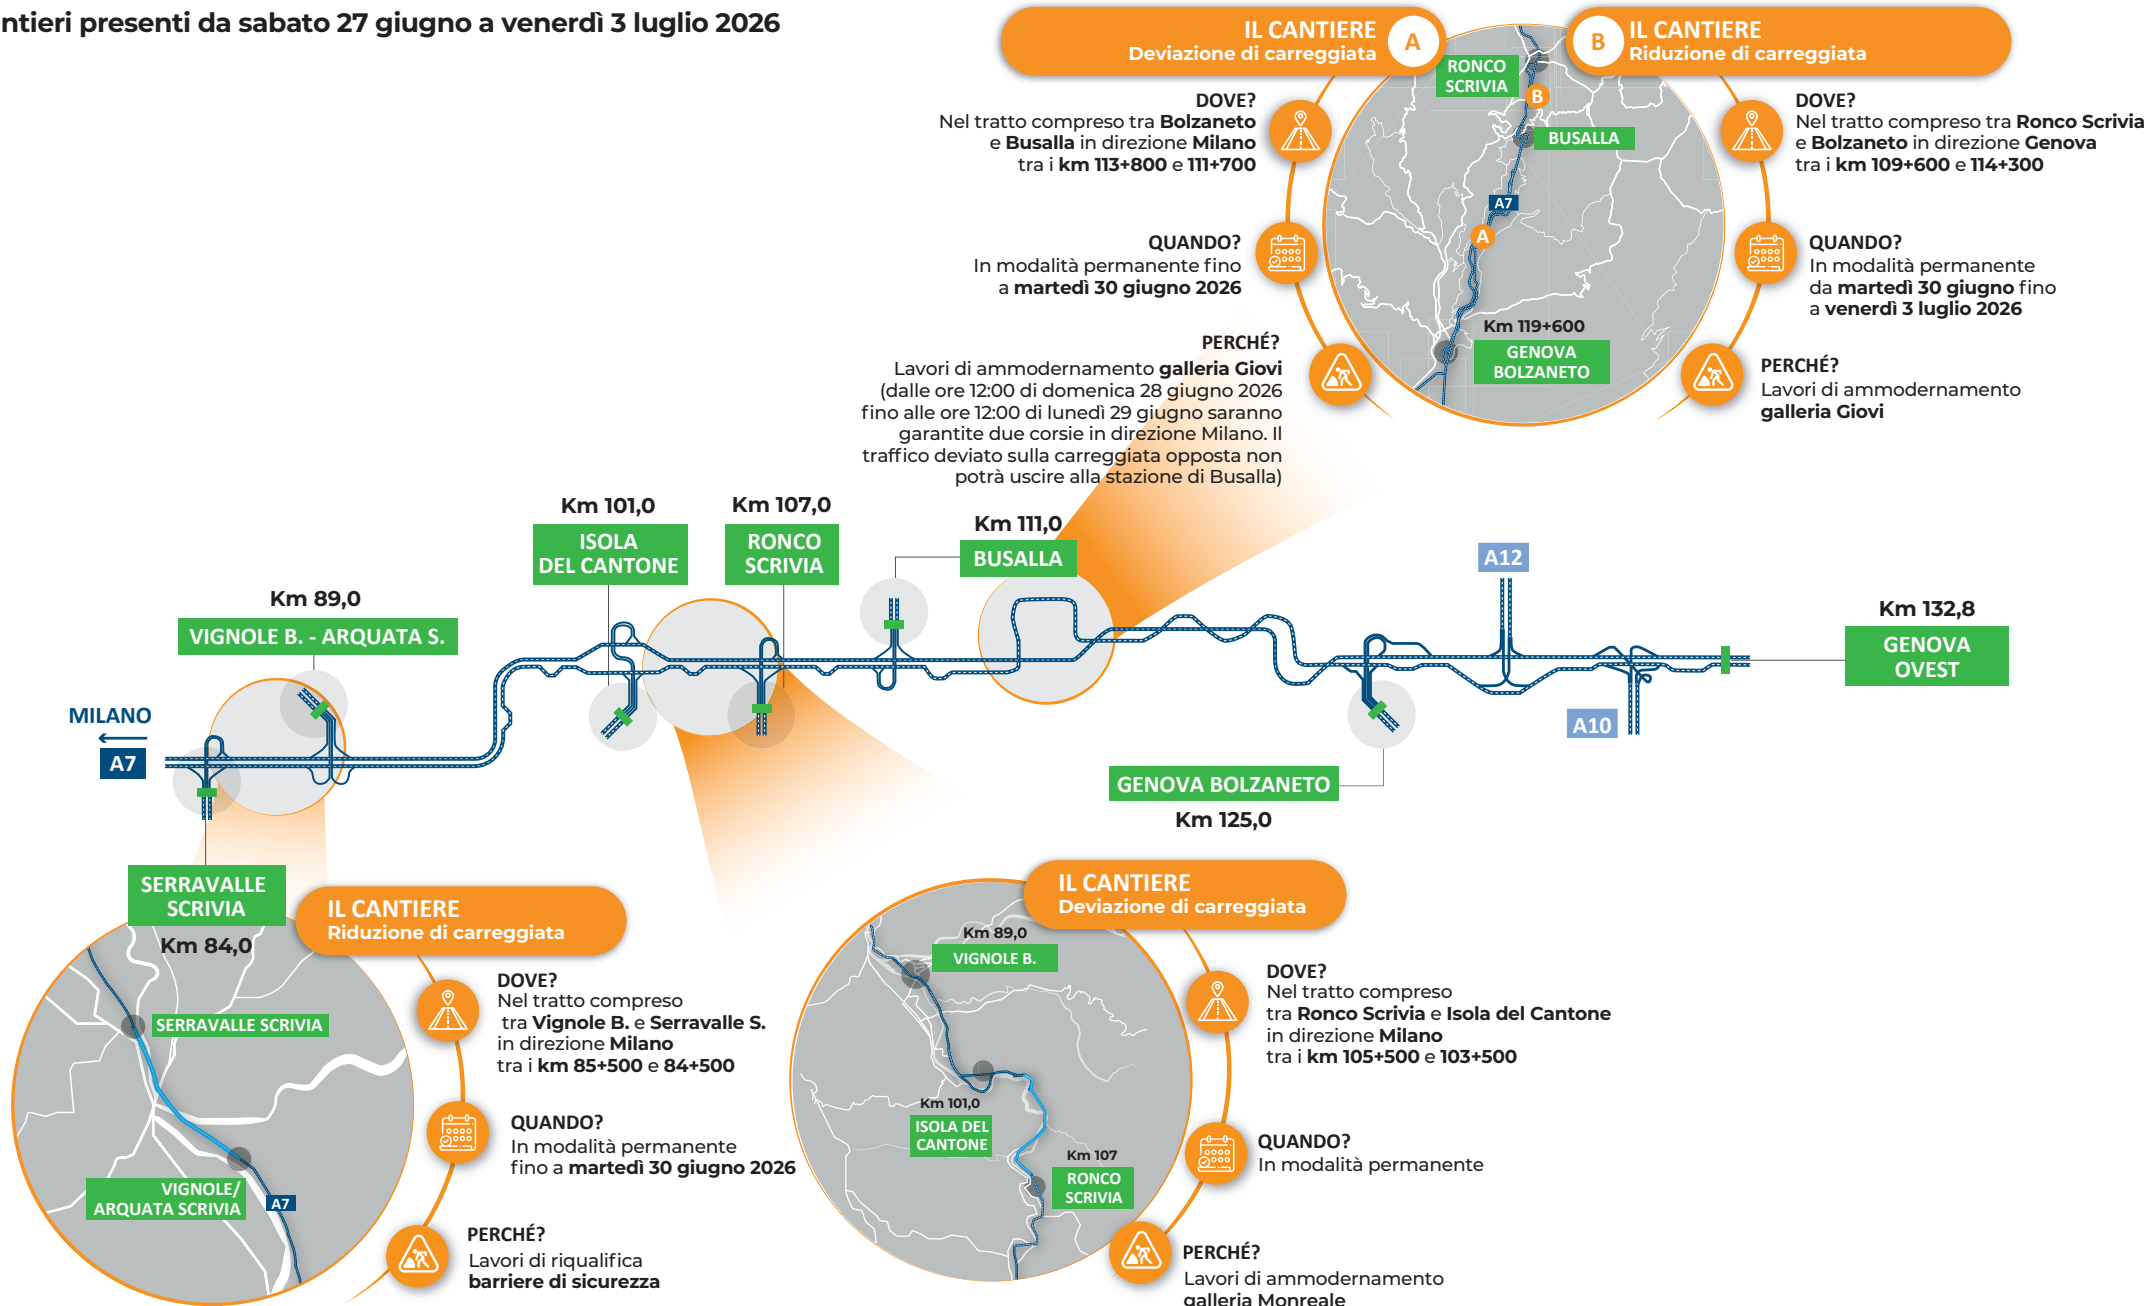 ntieri presenti da sabato 27 giugno a venerdì 3 luglio 2026
IL CANTIERE
Deviazione di carreggiata
A
DOVE?
Nel tratto compreso tra Bolzaneto
e Busalla in direzione Milano
tra i km 113+800 e 111+700
QUANDO?
In modalità permanente fino
a martedì 30 giugno 2026
PERCHÉ?
Lavori di ammodernamento galleria Giovi
(dalle ore 12:00 di domenica 28 giugno 2026
fino alle ore 12:00 di lunedì 29 giugno saranno
garantite due corsie in direzione Milano. Il
traffico deviato sulla carreggiata opposta non
potrà uscire alla stazione di Busalla)
RONCO
SCRIVIA
B
BUSALLA
A7
A
Km 119+600
GENOVA
BOLZANETO
B
IL CANTIERE
Riduzione di carreggiata
DOVE?
Nel tratto compreso tra Ronco Scrivia
e Bolzaneto in direzione Genova
tra i km 109+600 e 114+300
QUANDO?
In modalità permanente
da martedì 30 giugno fino
a venerdì 3 luglio 2026
PERCHÉ?
Lavori di ammodernamento
galleria Giovi
MILANO
A7
Km 89,0
VIGNOLE B. - ARQUATA S.
Km 101,0
ISOLA
DEL CANTONE
Km 107,0
RONCO
SCRIVIA
Km 111,0
BUSALLA
A12
A10
Km 132,8
GENOVA
OVEST
GENOVA BOLZANETO
Km 125,0
SERRAVALLE
SCRIVIA
Km 84,0
SERRAVALLE SCRIVIA
VIGNOLE/
ARQUATA SCRIVIA
A7
IL CANTIERE
Riduzione di carreggiata
DOVE?
Nel tratto compreso
tra Vignole B. e Serravalle S.
in direzione Milano
tra i km 85+500 e 84+500
QUANDO?
In modalità permanente
fino a martedì 30 giugno 2026
PERCHÉ?
Lavori di riqualifica
barriere di sicurezza
IL CANTIERE
Deviazione di carreggiata
Km 89,0
VIGNOLE B.
Km 101,0
ISOLA DEL
CANTONE
Km 107
RONCO
SCRIVIA
DOVE?
Nel tratto compreso
tra Ronco Scrivia e Isola del Cantone
in direzione Milano
tra i km 105+500 e 103+500
QUANDO?
In modalità permanente
PERCHÉ?
Lavori di ammodernamento
galleria Monreale